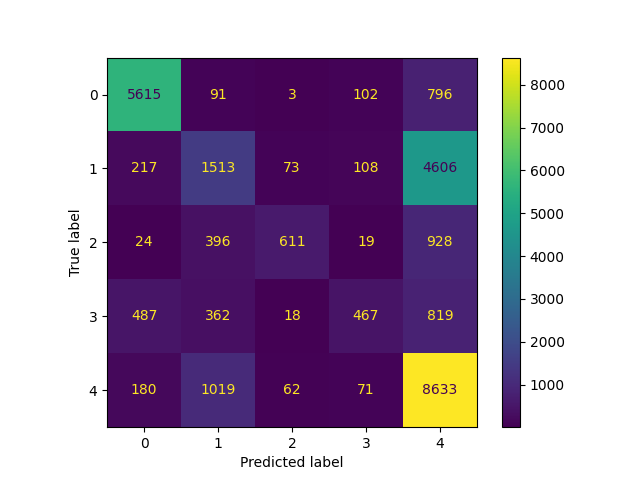 0 5615 91 3 102 796
1 217 1513 73 108 4606
2 24 396 611 19 928
3 487 362 18 467 819
4 180 1019 62 71 8633
0 1 2 3 4
Predicted label
True label
8000
7000
6000
5000
4000
3000
2000
1000